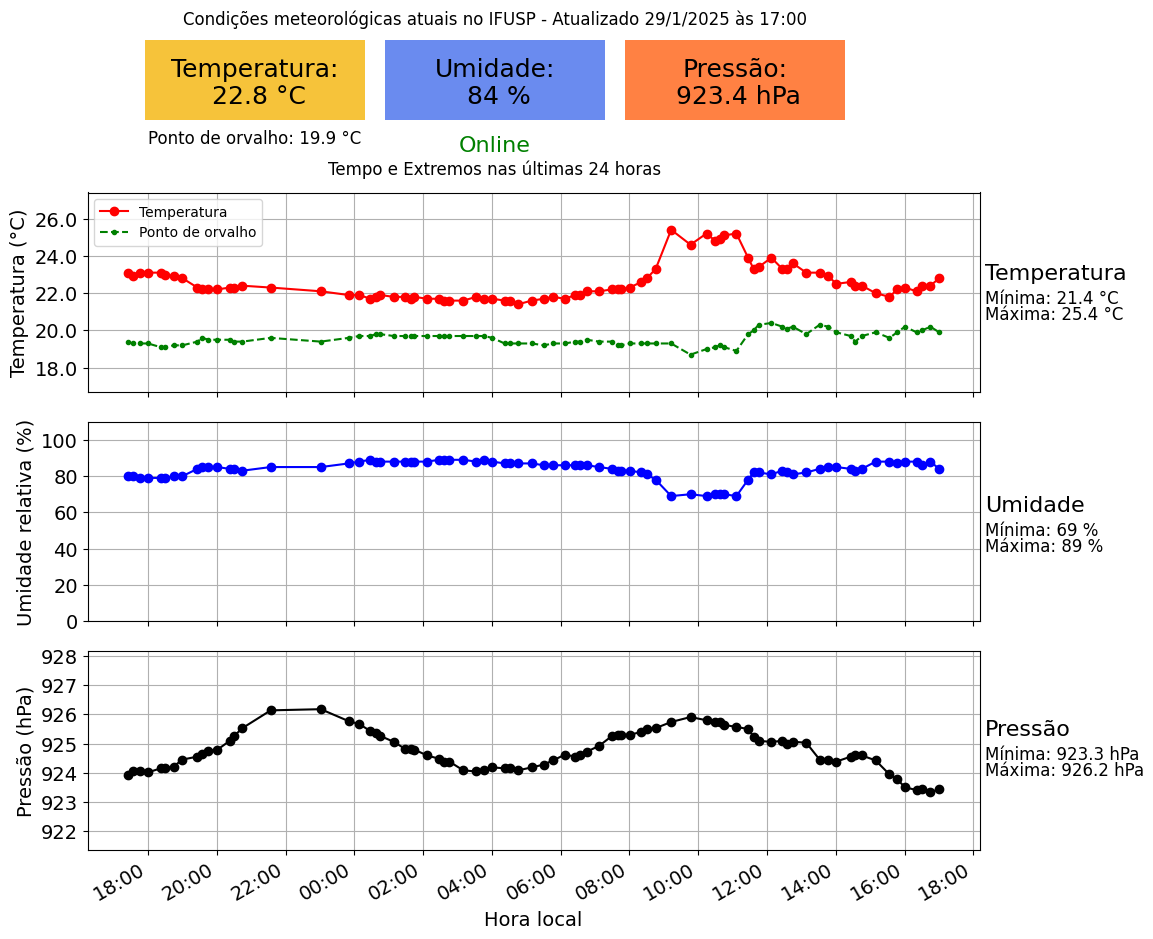 Condições meteorológicas atuais no IFUSP - Atualizado 29/1/2025 às 17:00
Temperatura:
22.8 °C
Umidade:
84 %
Pressão:
923.4 hPa
Ponto de orvalho: 19.9 °C
Online
Tempo e Extremos nas últimas 24 horas
Temperatura (°C)
26.0
24.0
22.0
20.0
18.0
Temperatura
Ponto de orvalho
Temperatura
Mínima: 21.4 °C
Máxima: 25.4 °C
Umidade relativa (%)
100
80
60
40
20
0
Umidade
Mínima: 69 %
Máxima: 89 %
Pressão (hPa)
928
927
926
925
924
923
922
Pressão
Mínima: 923.3 hPa
Máxima: 926.2 hPa
18:00
20:00
22:00
00:00
02:00
04:00
06:00
08:00
10:00
12:00
14:00
16:00
18:00
Hora local